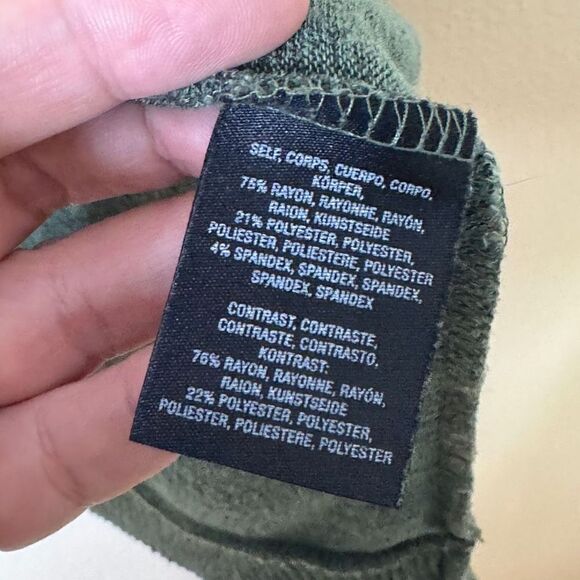 SELF, CORPS, CUERPO, CORPO,
KÖRPER,
75% RAYON, RAYONNE, RAYÓN,
RAION, KUNSTSEIDE
21% POLYESTER, POLYESTER,
POLIESTER, POLIESTERE, POLYESTER
4% SPANDEX, SPANDEX, SPANDEX,
SPANDEX, SPANDEX
CONTRAST, CONTRASTE,
CONTRASTE, CONTRASTO,
KONTRAST:
76% RAYON, RAYONNE, RAYÓN,
RAION, KUNSTSEIDE
22% POLYESTER, POLYESTER,
POLIESTER, POLIESTERE, POLYESTER